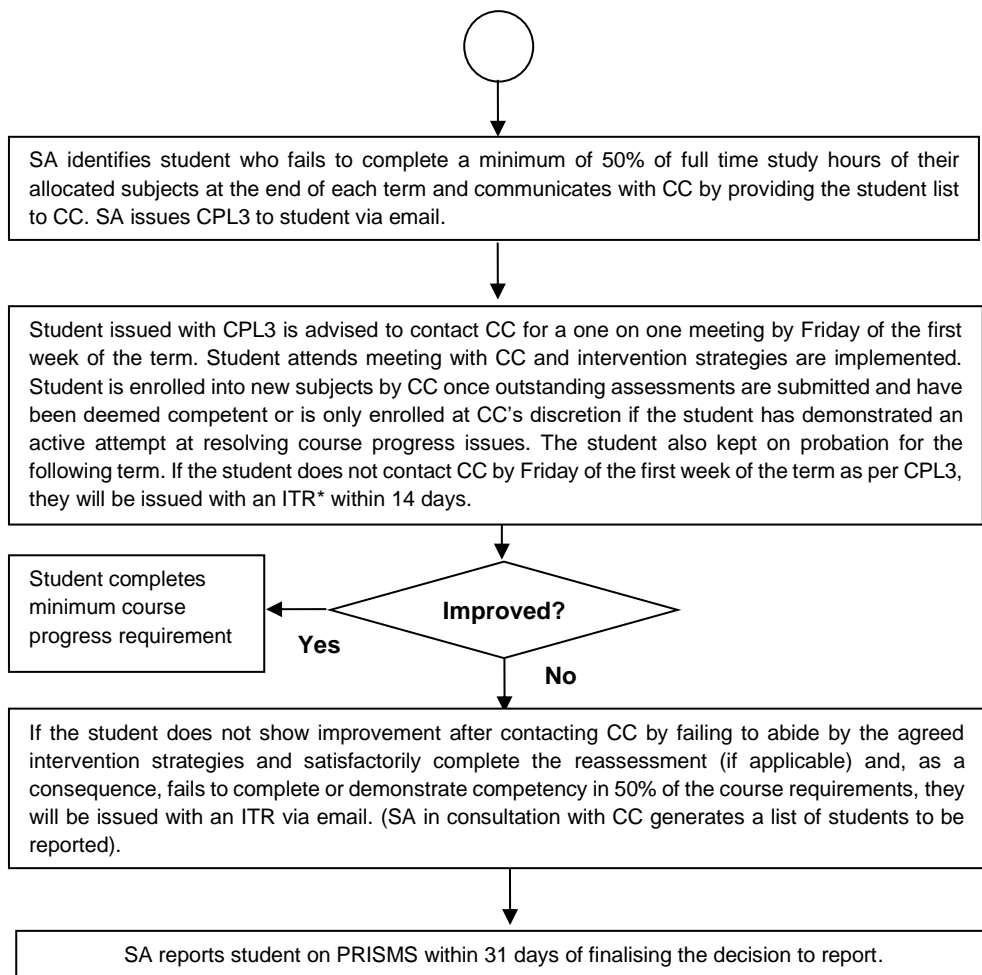 SA identifies student who fails to complete a minimum of 50% of full time study hours of their
allocated subjects at the end of each term and communicates with CC by providing the student list
to CC. SA issues CPL3 to student via email.
Student issued with CPL3 is advised to contact CC for a one on one meeting by Friday of the first
week of the term. Student attends meeting with CC and intervention strategies are implemented.
Student is enrolled into new subjects by CC once outstanding assessments are submitted and have
been deemed competent or is only enrolled at CC’s discretion if the student has demonstrated an
active attempt at resolving course progress issues. The student also kept on probation for the
following term. If the student does not contact CC by Friday of the first week of the term as per CPL3,
they will be issued with an ITR* within 14 days.
Student completes
minimum course
progress requirement
Improved?
Yes
No
If the student does not show improvement after contacting CC by failing to abide by the agreed
intervention strategies and satisfactorily complete the reassessment (if applicable) and, as a
consequence, fails to complete or demonstrate competency in 50% of the course requirements, they
will be issued with an ITR via email. (SA in consultation with CC generates a list of students to be
reported).
SA reports student on PRISMS within 31 days of finalising the decision to report.